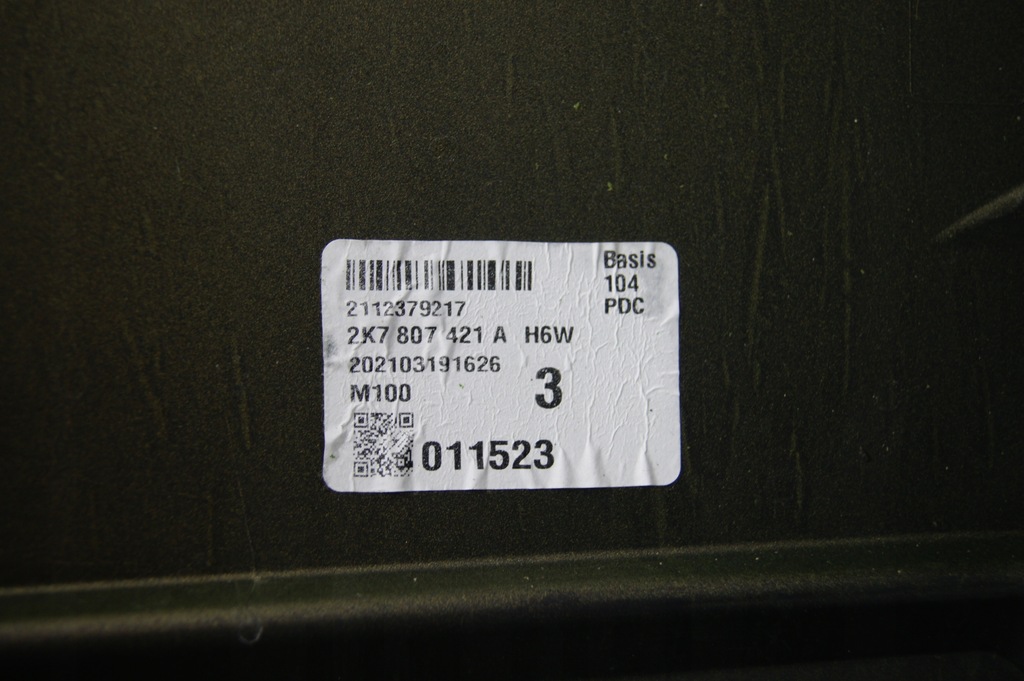 Basis
104
PDC
2112379217
2K7 807 421 A H6W
202103191626
M100
3
011523